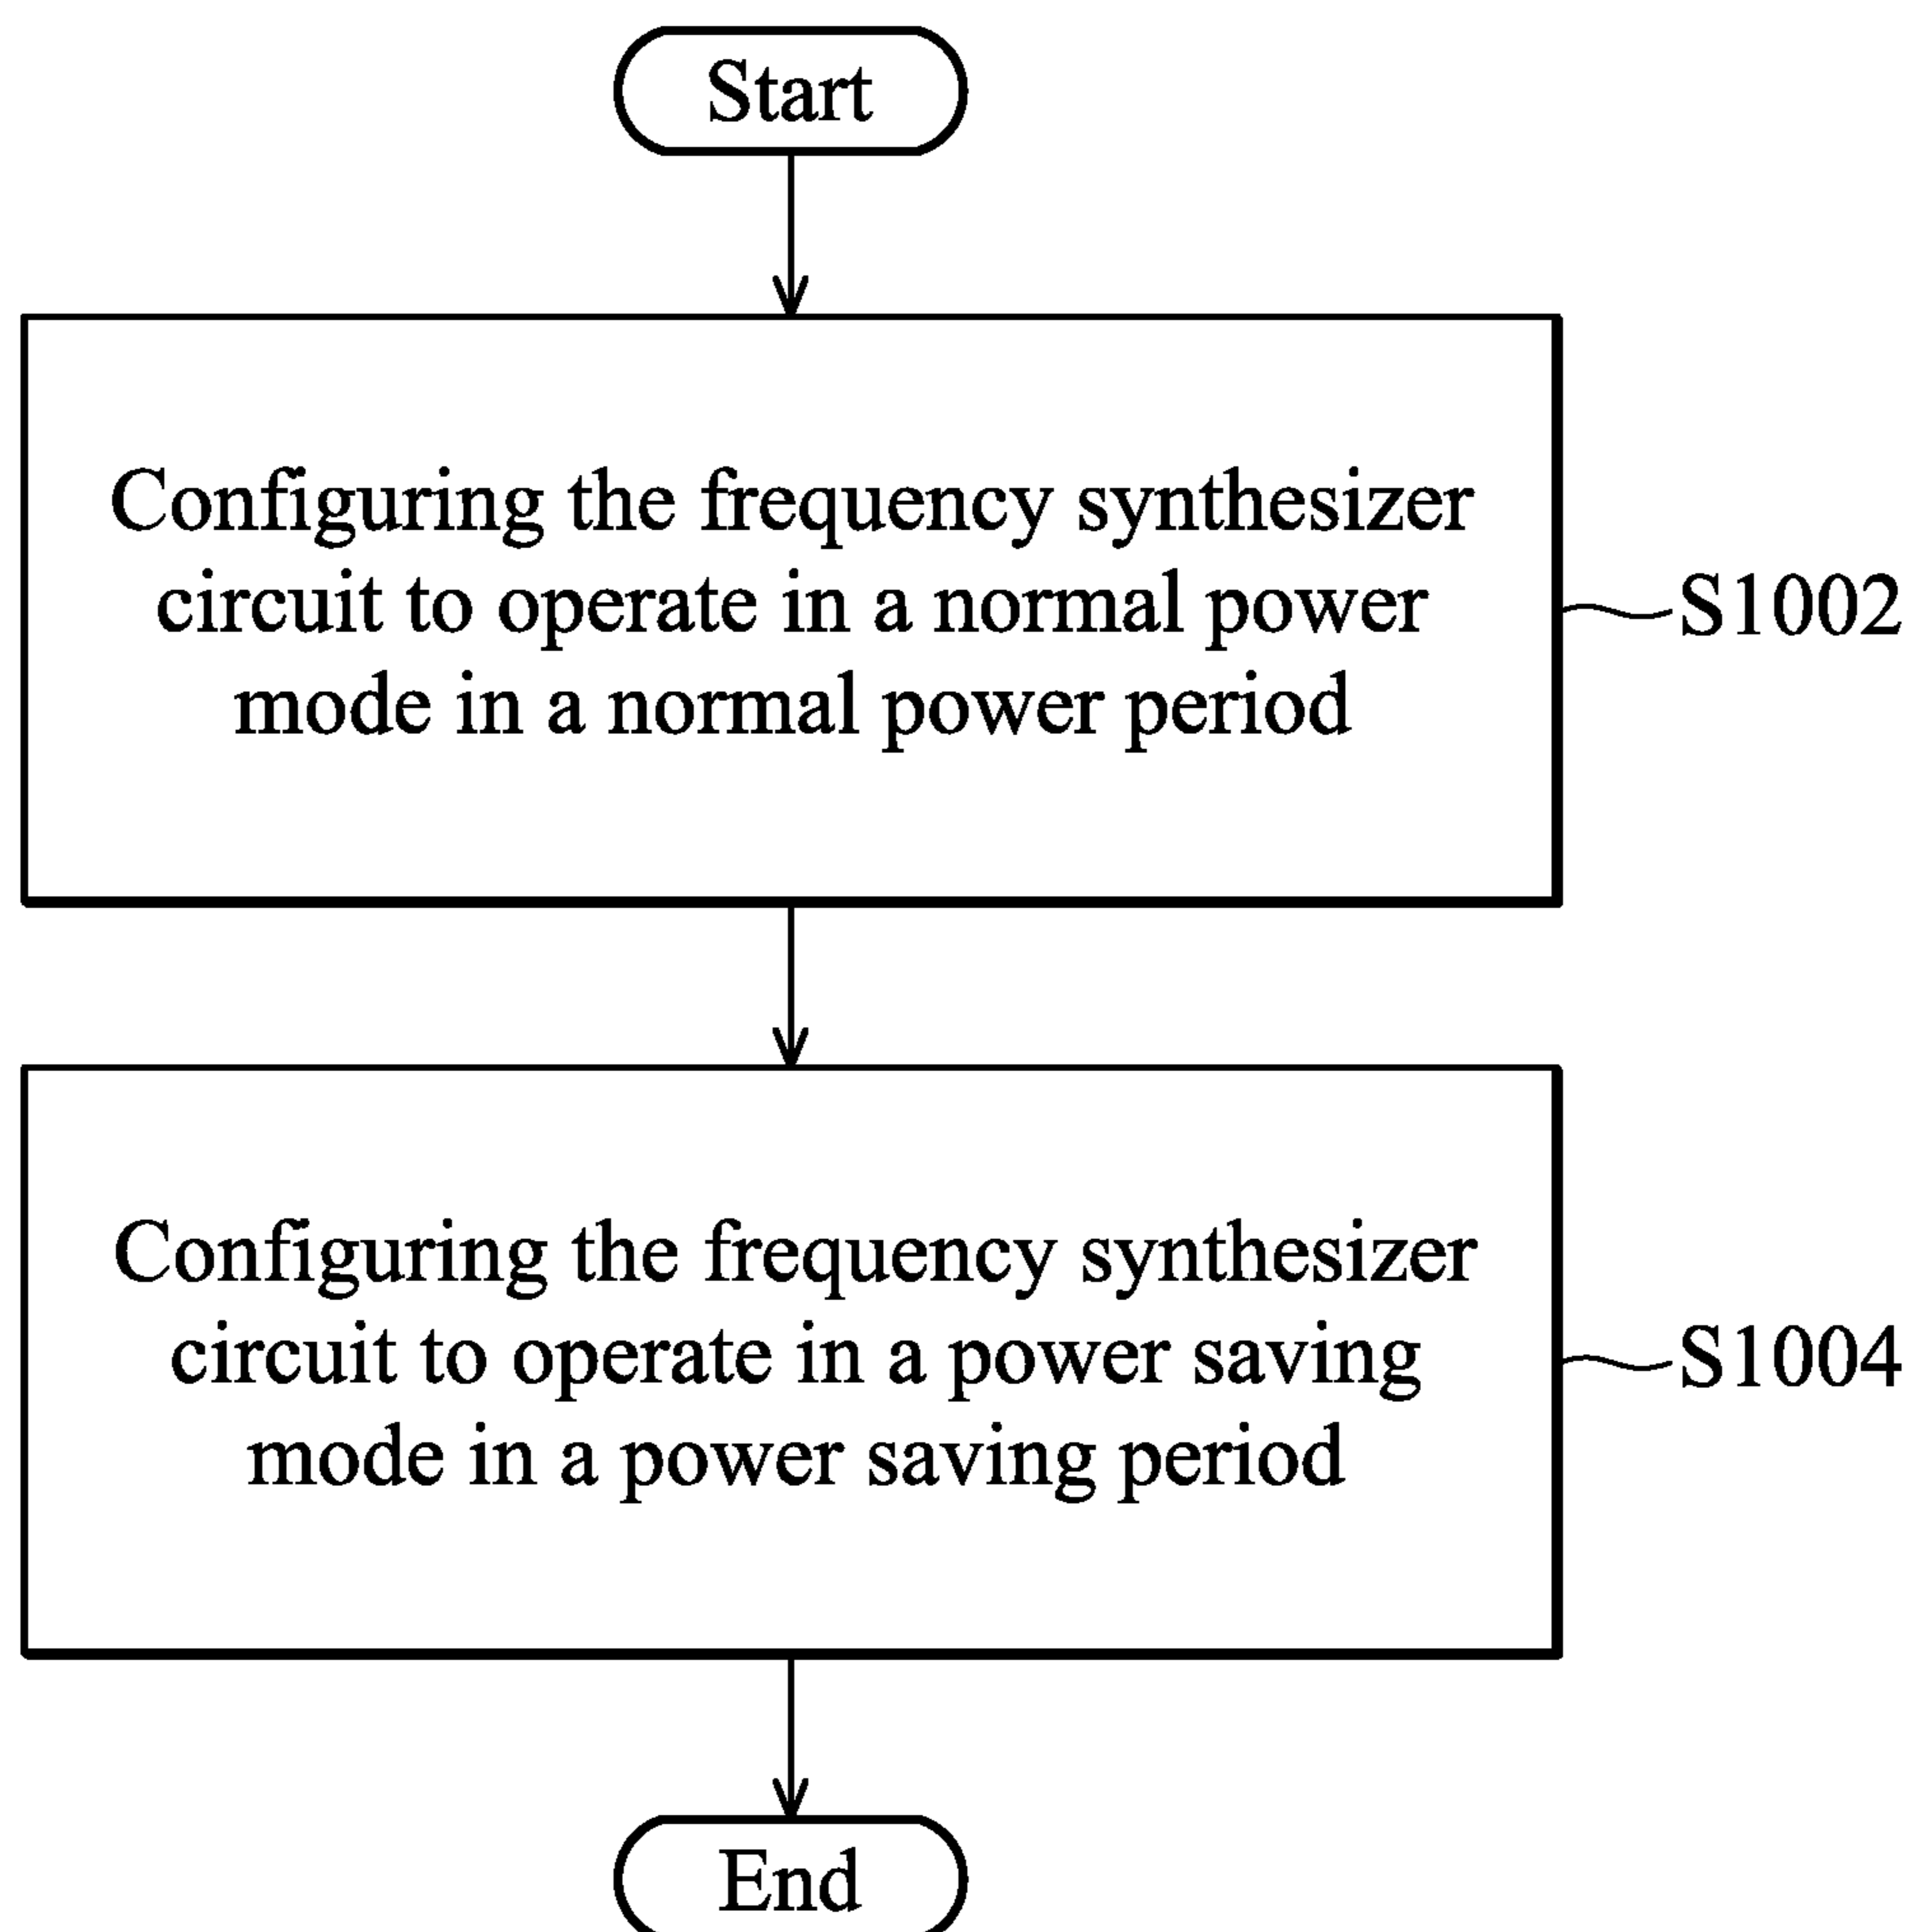 Start
Configuring the frequency synthesizer
circuit to operate in a normal power
mode in a normal power period
S1002
Configuring the frequency synthesizer
circuit to operate in a power saving
mode in a power saving period
S1004
End